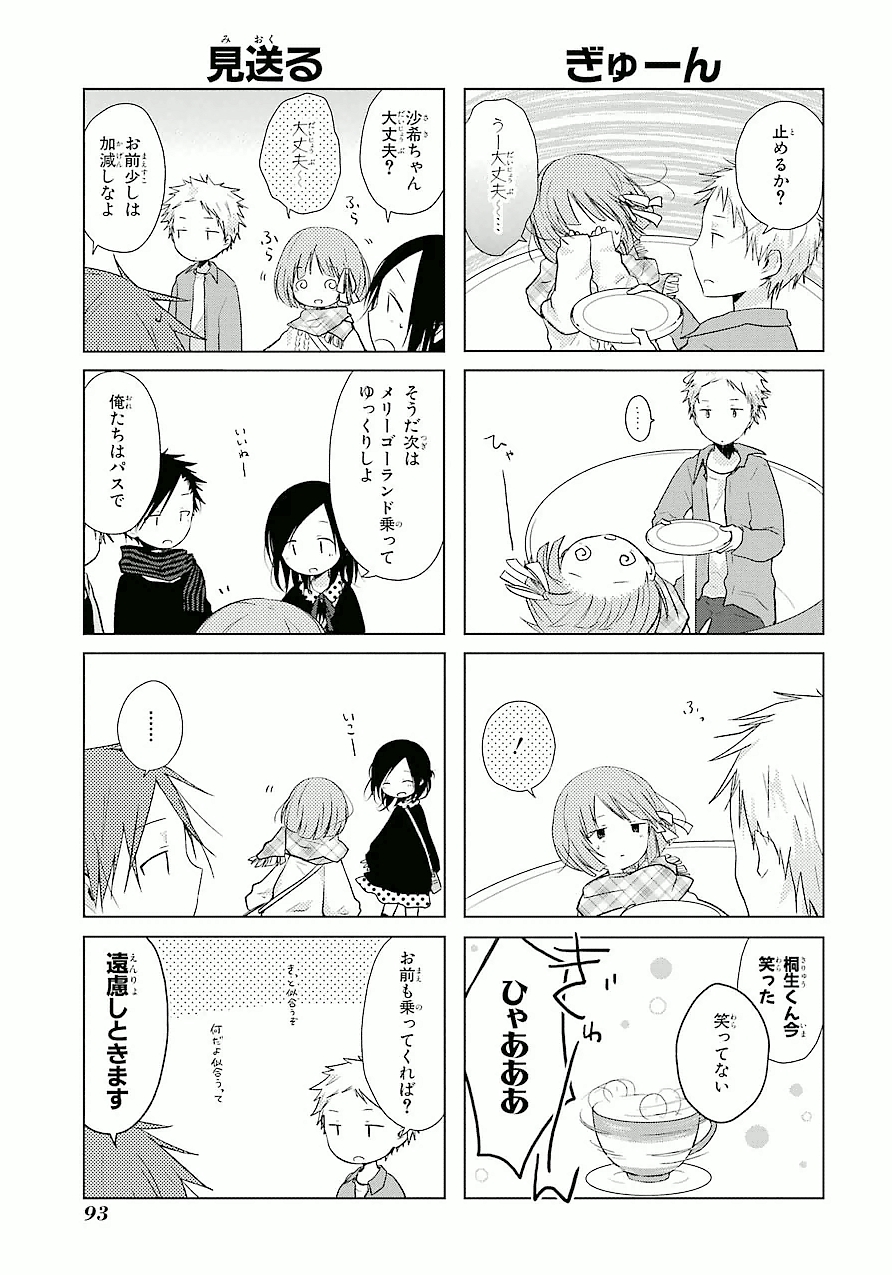 ぎゅーん
止めるか?
うー大丈夫〜……
……
ひゃー
ふっ
!
桐生くん今
笑った
笑ってない
ぎゅ
ひゃあああ
見送る
沙希ちゃん
大丈夫?
大丈夫〜
ふら
ふら
お前少しは
加減しなよ
そうだ次は
メリーゴーランド乗って
ゆっくりしよ
いいねー
俺たちはパスで
いこー
……
お前も乗ってくれば?
きっと似合うぞ
何だよ似合うって
遠慮しときます
93